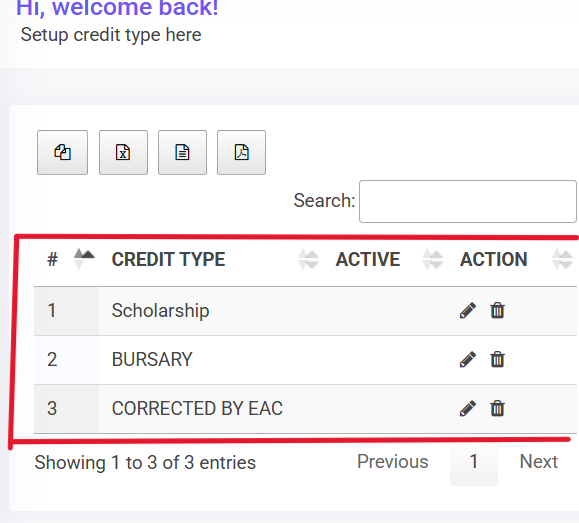 Hi, welcome back!
Setup credit type here
Search:
# CREDIT TYPE ACTIVE ACTION
1 Scholarship
2 BURSARY
3 CORRECTED BY EAC
Showing 1 to 3 of 3 entries Previous 1 Next